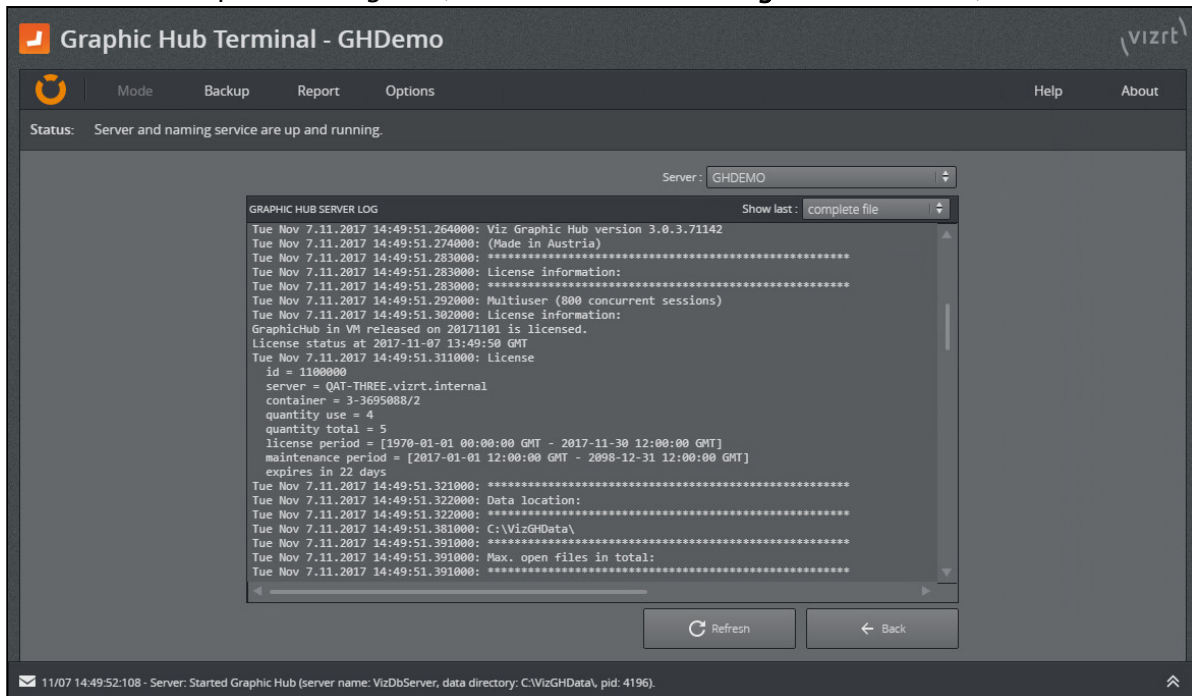 Graphic Hub Terminal - GHDemo
vızrt
Mode Backup Report Options Help About
Status: Server and naming service are up and running.
Server : GHDEMO
GRAPHIC HUB SERVER LOG Show last : complete file
Tue Nov 7.11.2017 14:49:51.264000: Viz Graphic Hub version 3.0.3.71142
Tue Nov 7.11.2017 14:49:51.274000: (Made in Austria)
Tue Nov 7.11.2017 14:49:51.283000: ******************************************************
Tue Nov 7.11.2017 14:49:51.283000: License information:
Tue Nov 7.11.2017 14:49:51.283000: ******************************************************
Tue Nov 7.11.2017 14:49:51.292000: Multiuser (800 concurrent sessions)
Tue Nov 7.11.2017 14:49:51.302000: License information:
GraphicHub in VM released on 20171101 is licensed.
License status at 2017-11-07 13:49:50 GMT
Tue Nov 7.11.2017 14:49:51.311000: License
id = 1100000
server = QAT-THREE.vizrt.internal
container = 3-3695088/2
quantity use = 4
quantity total = 5
license period = [1970-01-01 00:00:00 GMT - 2017-11-30 12:00:00 GMT]
maintenance period = [2017-01-01 12:00:00 GMT - 2098-12-31 12:00:00 GMT]
expires in 22 days
Tue Nov 7.11.2017 14:49:51.321000: ******************************************************
Tue Nov 7.11.2017 14:49:51.322000: Data location:
Tue Nov 7.11.2017 14:49:51.322000: ******************************************************
Tue Nov 7.11.2017 14:49:51.381000: C:\VizGHData\
Tue Nov 7.11.2017 14:49:51.391000: ******************************************************
Tue Nov 7.11.2017 14:49:51.391000: Max. open files in total:
Tue Nov 7.11.2017 14:49:51.391000: ******************************************************
Refresh Back
11/07 14:49:52:108 - Server: Started Graphic Hub (server name: VizDbServer, data directory: C:\VizGHData\, pid: 4196).